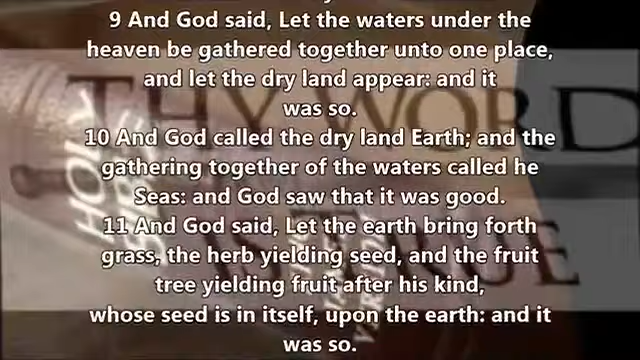 9 And God said, Let the waters under the
heaven be gathered together unto one place,
and let the dry land appear: and it
was so.
10 And God called the dry land Earth; and the
gathering together of the waters called he
Seas: and God saw that it was good.
11 And God said, Let the earth bring forth
grass, the herb yielding seed, and the fruit
tree yielding fruit after his kind,
whose seed is in itself, upon the earth: and it
was so.
THY WORD
HOLY